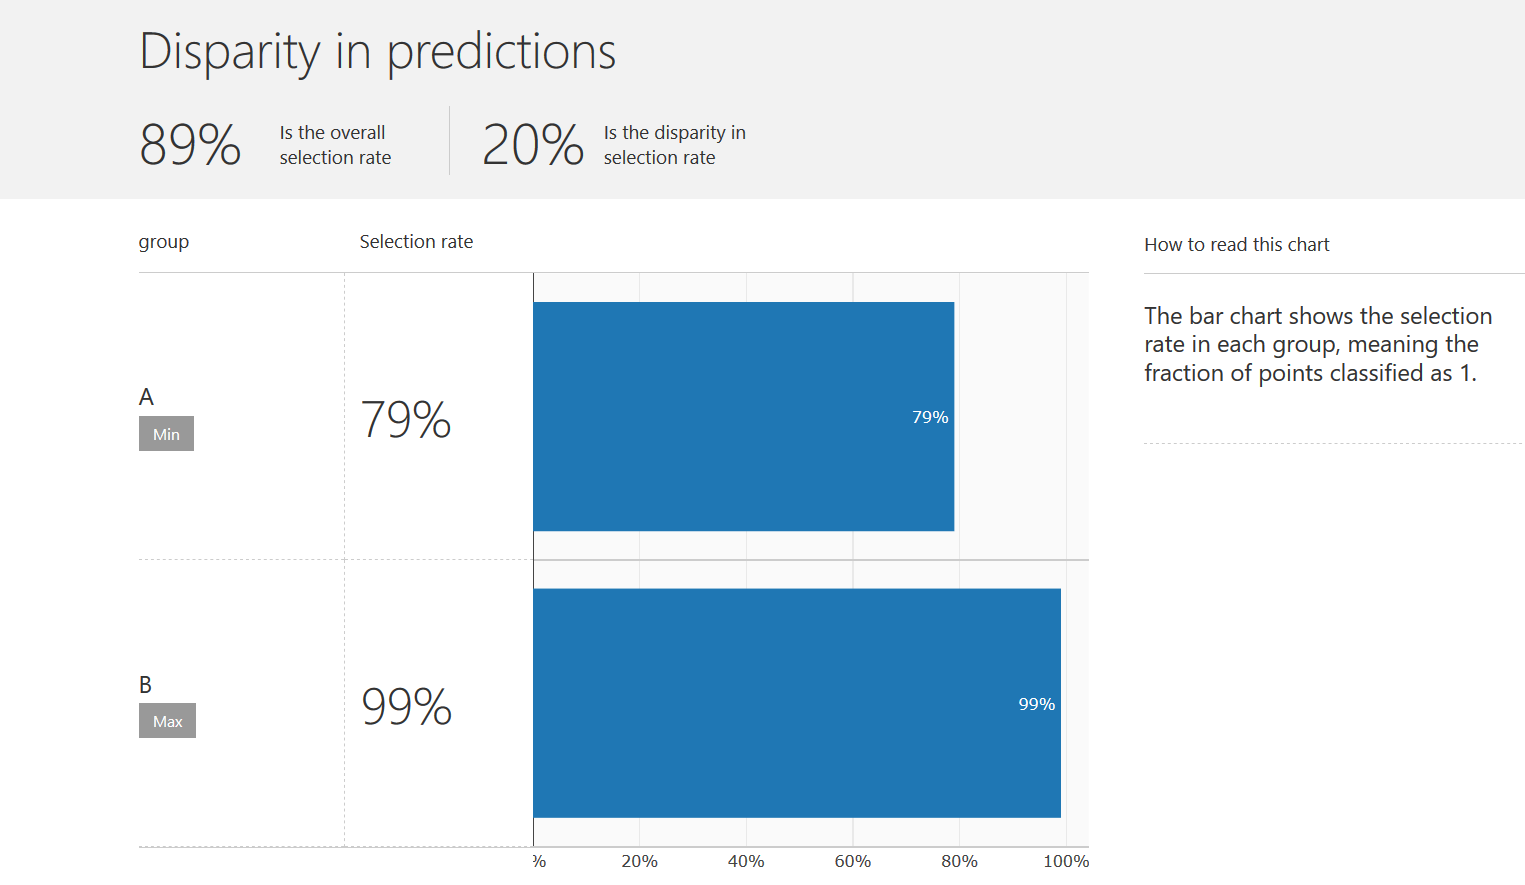 Disparity in predictions
89%
Is the overall
selection rate
20%
Is the disparity in
selection rate
group
Selection rate
A
Min
79%
79%
B
Max
99%
99%
%
20%
40%
60%
80%
100%
How to read this chart
The bar chart shows the selection
rate in each group, meaning the
fraction of points classified as 1.